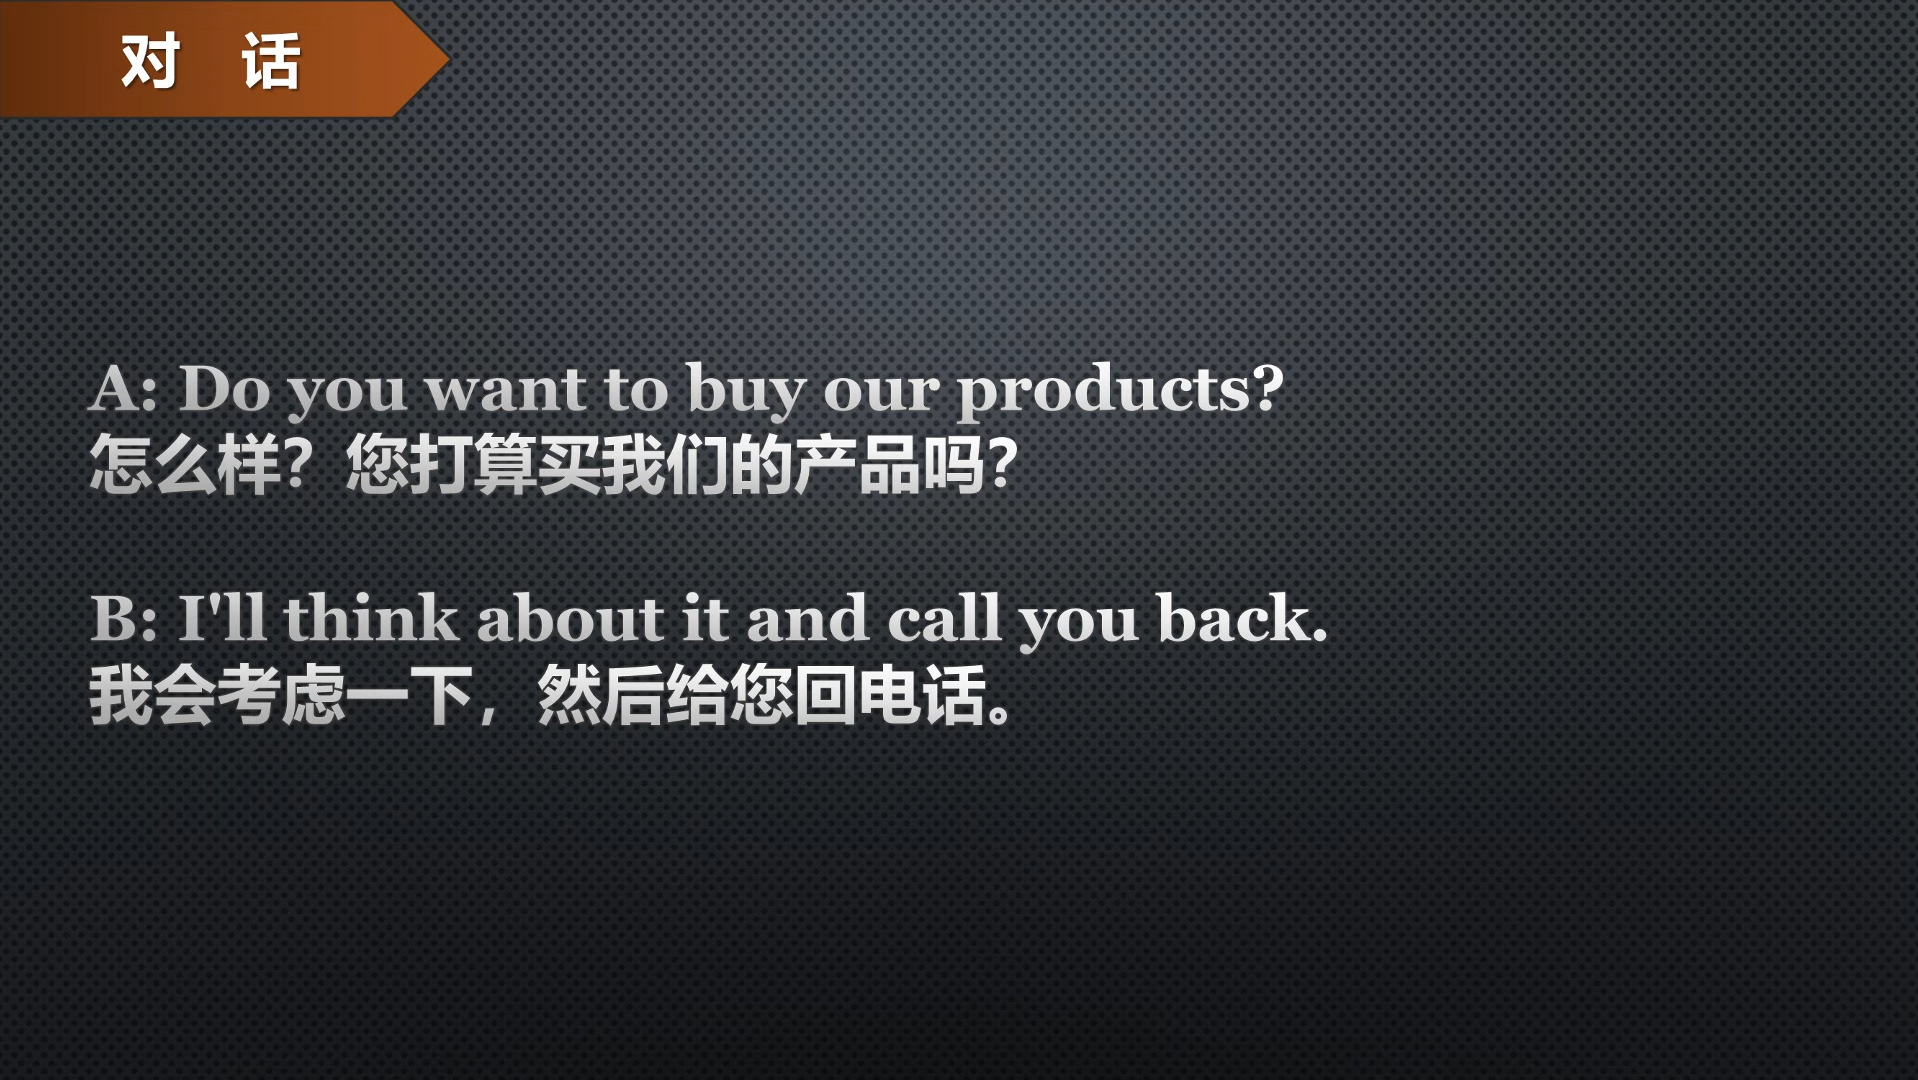 对 话
A: Do you want to buy our products?
怎么样？您打算买我们的产品吗？
B: I'll think about it and call you back.
我会考虑一下，然后给您回电话。